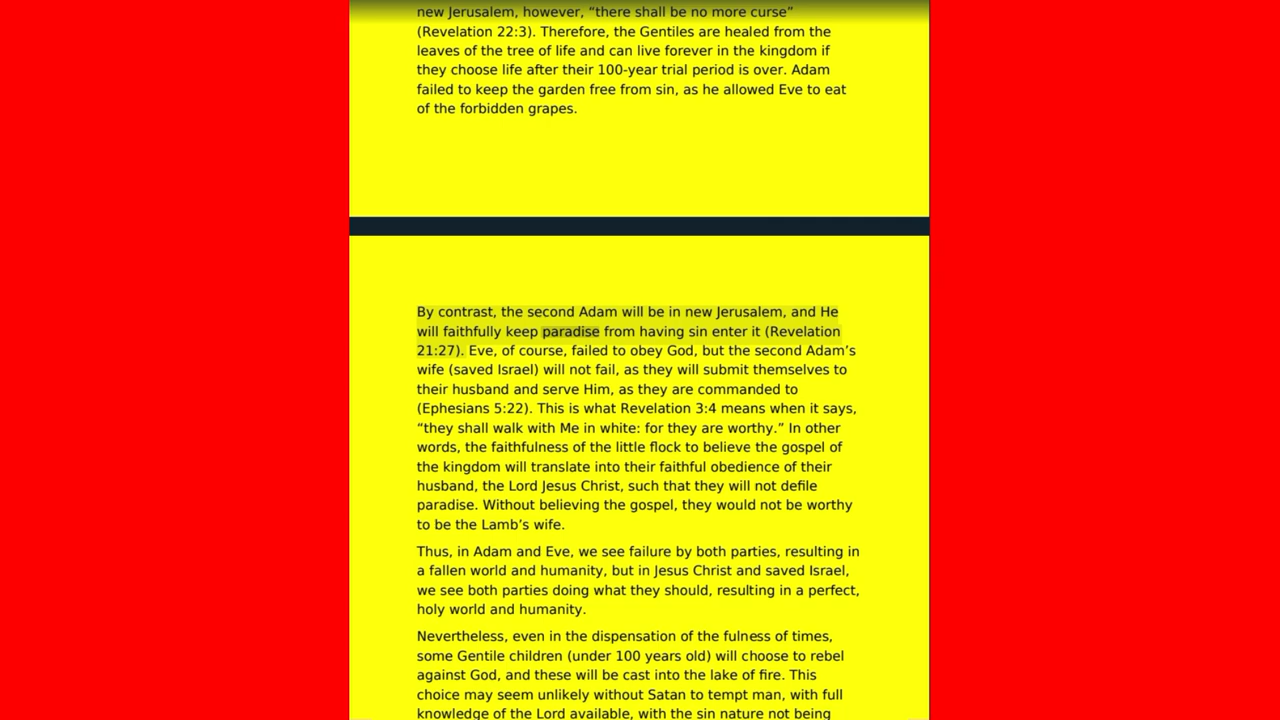 new Jerusalem, however, “there shall be no more curse”
(Revelation 22:3). Therefore, the Gentiles are healed from the
leaves of the tree of life and can live forever in the kingdom if
they choose life after their 100-year trial period is over. Adam
failed to keep the garden free from sin, as he allowed Eve to eat
of the forbidden grapes.
By contrast, the second Adam will be in new Jerusalem, and He
will faithfully keep paradise from having sin enter it (Revelation
21:27). Eve, of course, failed to obey God, but the second Adam’s
wife (saved Israel) will not fail, as they will submit themselves to
their husband and serve Him, as they are commanded to
(Ephesians 5:22). This is what Revelation 3:4 means when it says,
“they shall walk with Me in white: for they are worthy.” In other
words, the faithfulness of the little flock to believe the gospel of
the kingdom will translate into their faithful obedience of their
husband, the Lord Jesus Christ, such that they will not defile
paradise. Without believing the gospel, they would not be worthy
to be the Lamb’s wife.
Thus, in Adam and Eve, we see failure by both parties, resulting in
a fallen world and humanity, but in Jesus Christ and saved Israel,
we see both parties doing what they should, resulting in a perfect,
holy world and humanity.
Nevertheless, even in the dispensation of the fulness of times,
some Gentile children (under 100 years old) will choose to rebel
against God, and these will be cast into the lake of fire. This
choice may seem unlikely without Satan to tempt man, with full
knowledge of the Lord available, with the sin nature not being